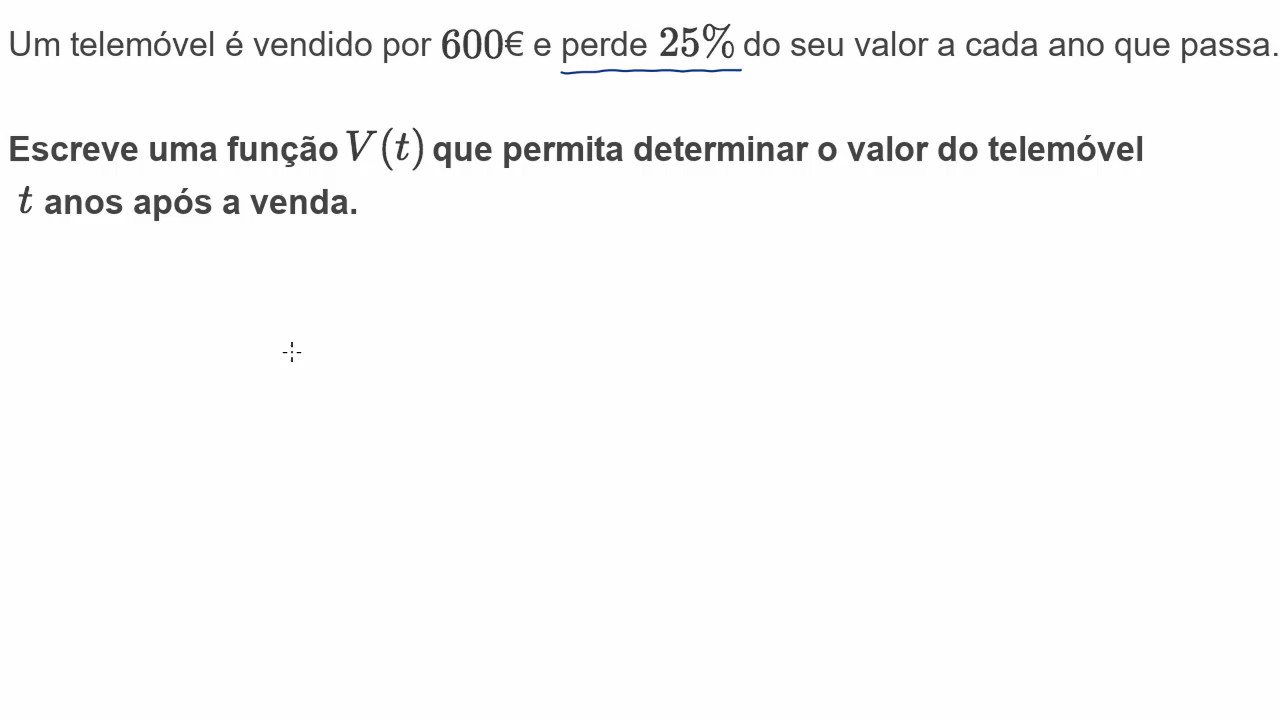 Um telemóvel é vendido por 600€ e perde 25% do seu valor a cada ano que passa.
Escreve uma função V(t) que permita determinar o valor do telemóvel
t anos após a venda.